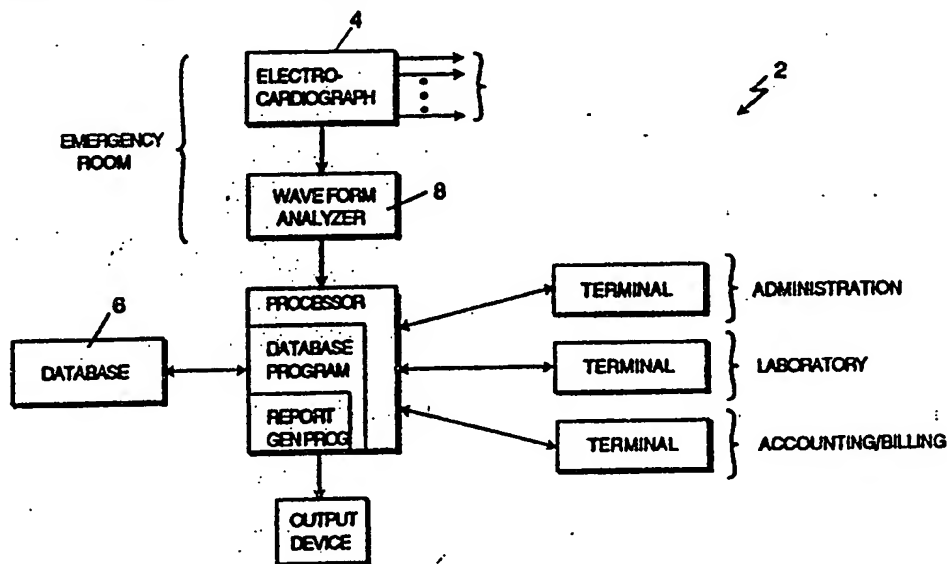 4
ELECTRO-
CARDIOGRAPH
2
EMERGENCY
ROOM
WAVE FORM
ANALYZER
8
PROCESSOR
TERMINAL
ADMINISTRATION
6
DATABASE
DATABASE
PROGRAM
TERMINAL
LABORATORY
REPORT
GEN PROG
TERMINAL
ACCOUNTING/BILLING
OUTPUT
DEVICE